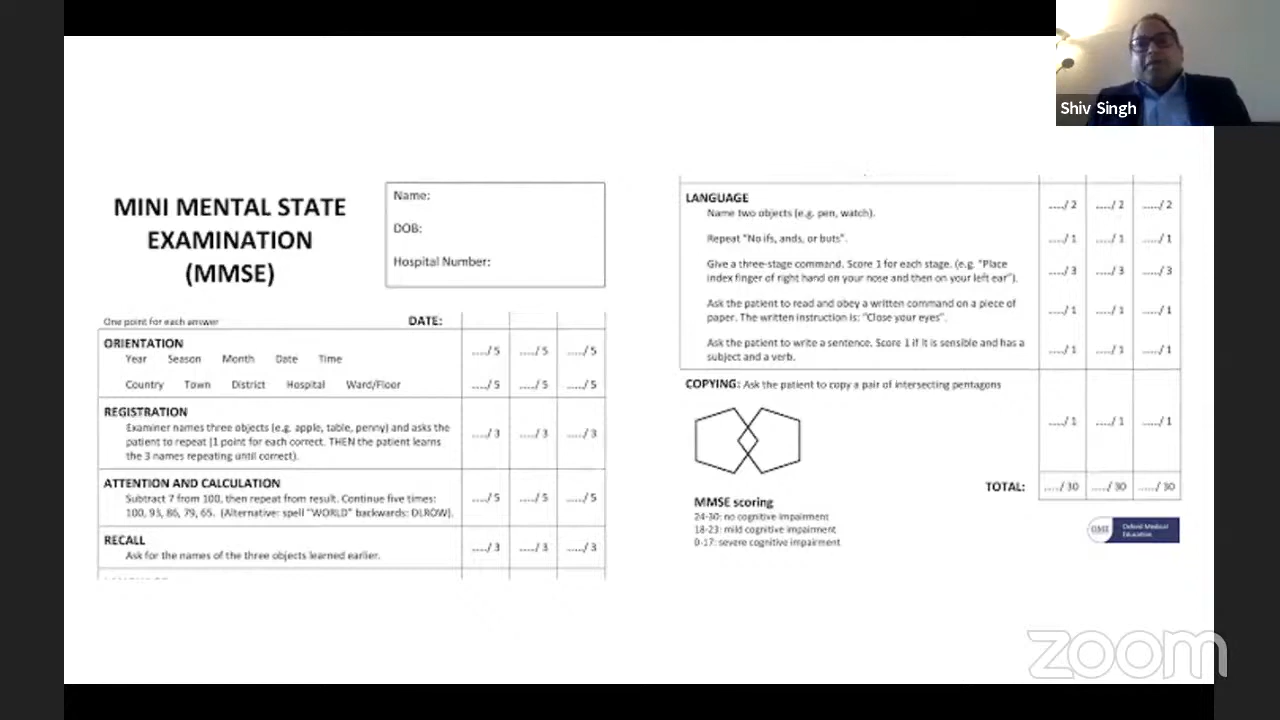 Shiv Singh
MINI MENTAL STATE
EXAMINATION
(MMSE)
Name:
DOB:
Hospital Number:
One point for each answer
DATE:
ORIENTATION
...../ 5 ...../ 5 ...../ 5
Year Season Month Date Time
Country Town District Hospital Ward/Floor
...../ 5 ...../ 5 ...../ 5
REGISTRATION
Examiner names three objects (e.g. apple, table, penny) and asks the
patient to repeat (1 point for each correct. THEN the patient learns
the 3 names repeating until correct).
...../ 3 ...../ 3 ...../ 3
ATTENTION AND CALCULATION
Subtract 7 from 100, then repeat from result. Continue five times:
100, 93, 86, 79, 65. (Alternative: spell "WORLD" backwards: DLROW).
...../ 5 ...../ 5 ...../ 5
RECALL
Ask for the names of the three objects learned earlier.
...../ 3 ...../ 3 ...../ 3
LANGUAGE
Name two objects (e.g. pen, watch).
...../ 2 ...../ 2 ...../ 2
Repeat "No ifs, ands, or buts".
...../ 1 ...../ 1 ...../ 1
Give a three-stage command. Score 1 for each stage. (e.g. "Place
index finger of right hand on your nose and then on your left ear").
...../ 3 ...../ 3 ...../ 3
Ask the patient to read and obey a written command on a piece of
paper. The written instruction is: "Close your eyes".
...../ 1 ...../ 1 ...../ 1
Ask the patient to write a sentence. Score 1 if it is sensible and has a
subject and a verb.
...../ 1 ...../ 1 ...../ 1
COPYING: Ask the patient to copy a pair of intersecting pentagons
...../ 1 ...../ 1 ...../ 1
TOTAL: ...../ 30 ...../ 30 ...../ 30
MMSE scoring
24-30: no cognitive impairment
18-23: mild cognitive impairment
0-17: severe cognitive impairment
OME
Oxford Medical
Education
zoom